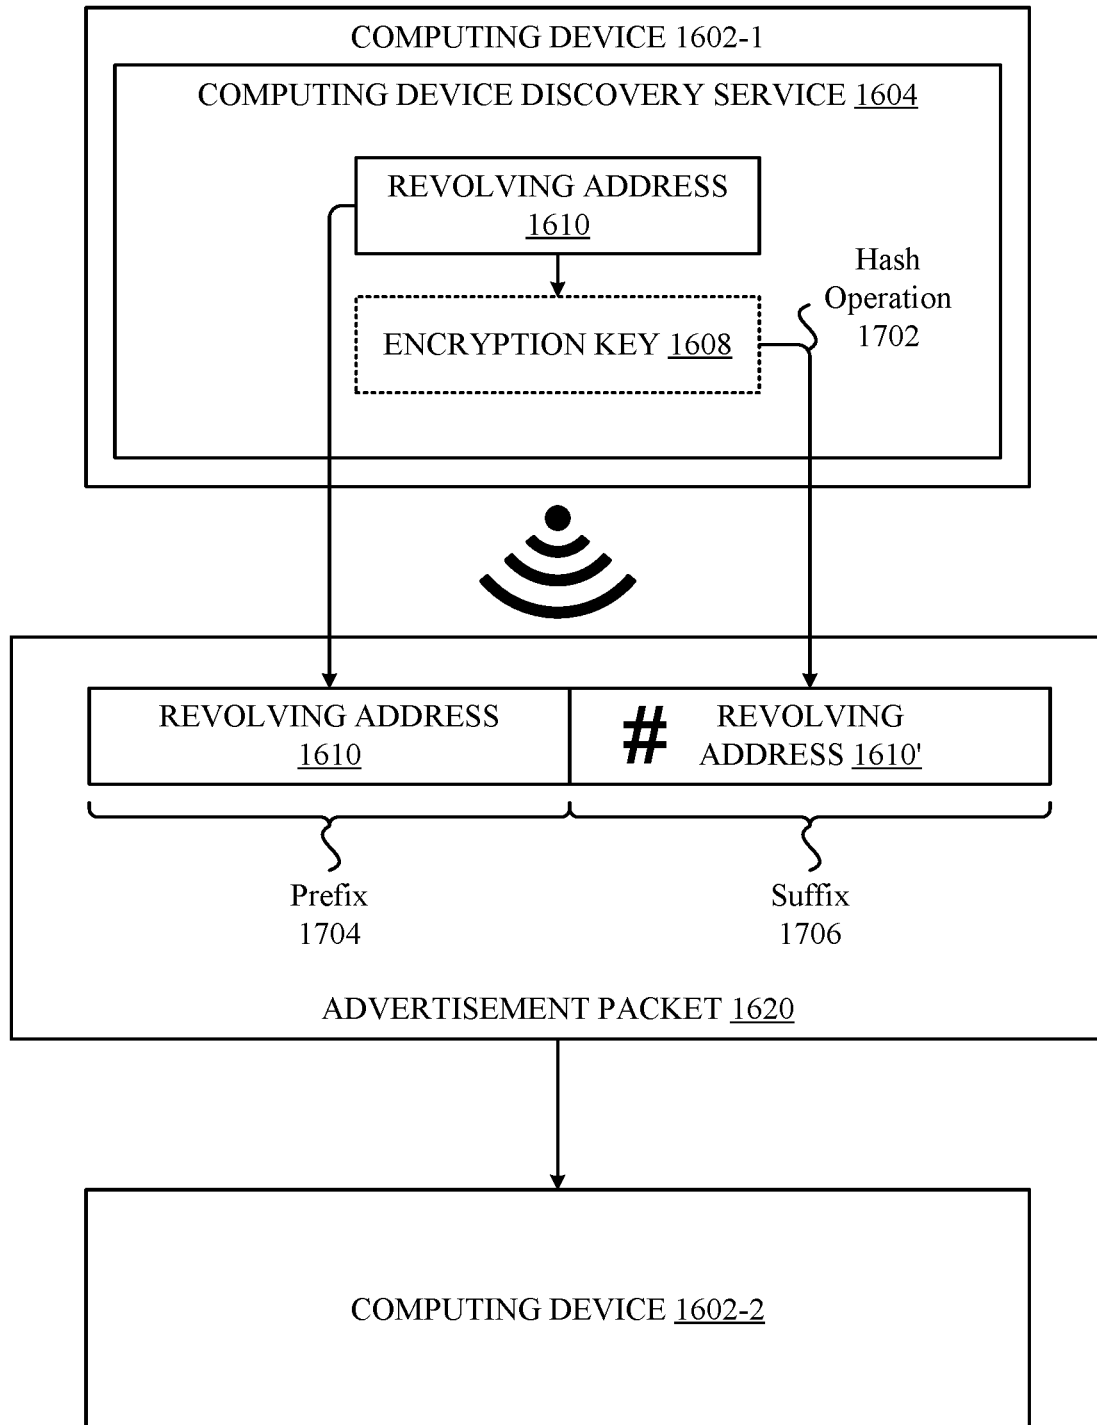 COMPUTING DEVICE 1602-1
COMPUTING DEVICE DISCOVERY SERVICE 1604
REVOLVING ADDRESS
1610
Hash
Operation
1702
ENCRYPTION KEY 1608
REVOLVING ADDRESS
1610
# REVOLVING
ADDRESS 1610'
Prefix
1704
Suffix
1706
ADVERTISEMENT PACKET 1620
COMPUTING DEVICE 1602-2